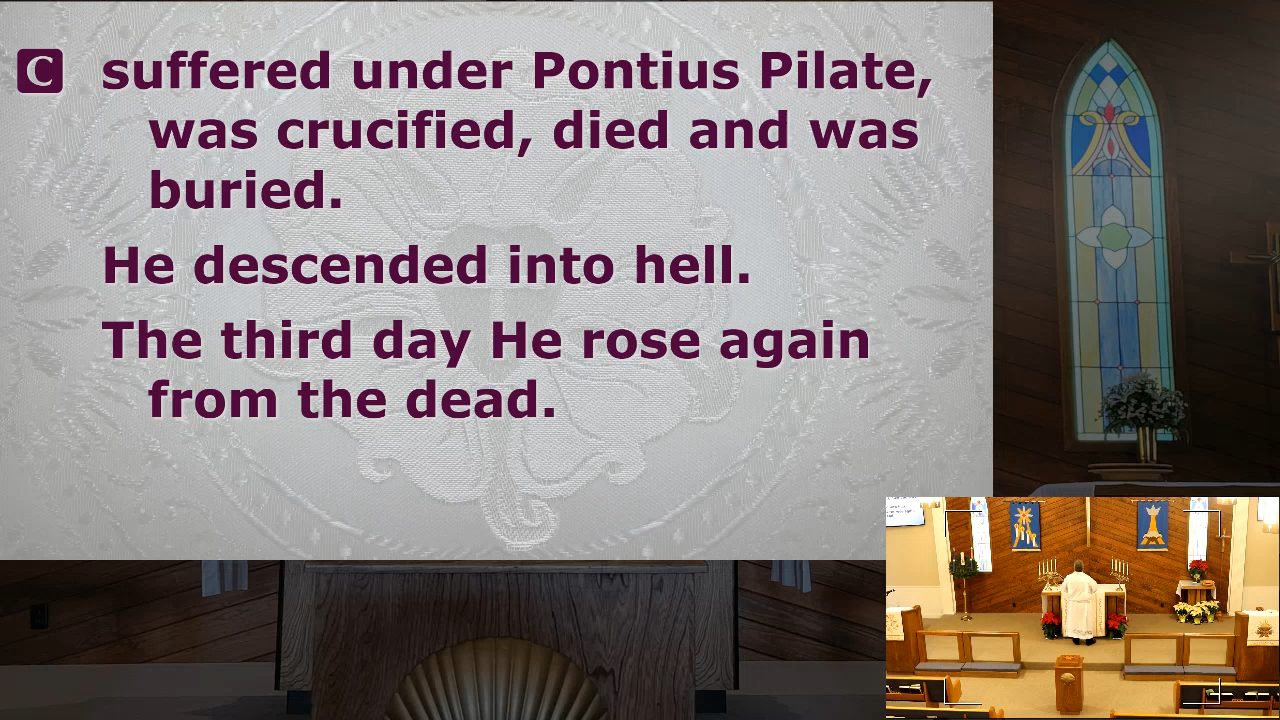 C suffered under Pontius Pilate,
was crucified, died and was
buried.
He descended into hell.
The third day He rose again
from the dead.